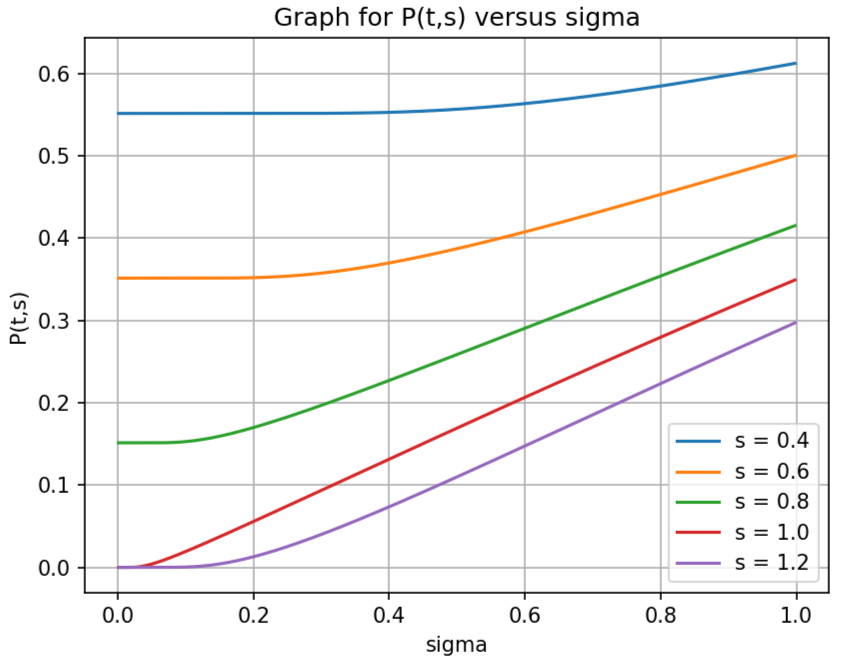 Graph for P(t,s) versus sigma
P(t,s)
0.6
0.5
0.4
0.3
0.2
0.1
0.0
s = 0.4
s = 0.6
s = 0.8
s = 1.0
s = 1.2
0.0 0.2 0.4 0.6 0.8 1.0
sigma